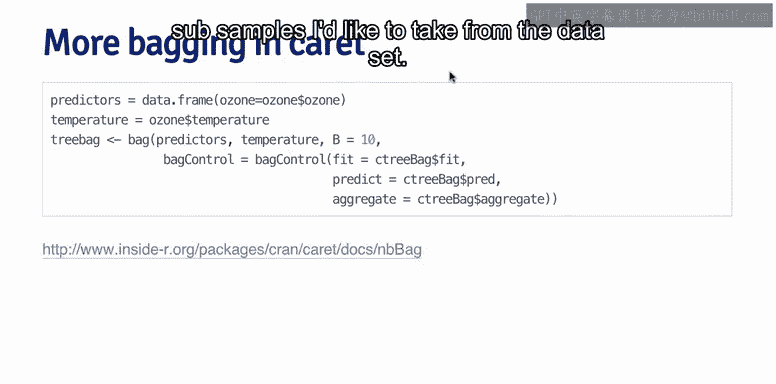 sub samples I'd like to take from the data
set.
More bagging in caret
predictors = data.frame(ozone=ozone$ozone)
temperature = ozone$temperature
treebag <- bag(predictors, temperature, B = 10,
bagControl = bagControl(fit = ctreeBag$fit,
predict = ctreeBag$pred,
aggregate = ctreeBag$aggregate))
http://www.inside-r.org/packages/cran/caret/docs/nbBag